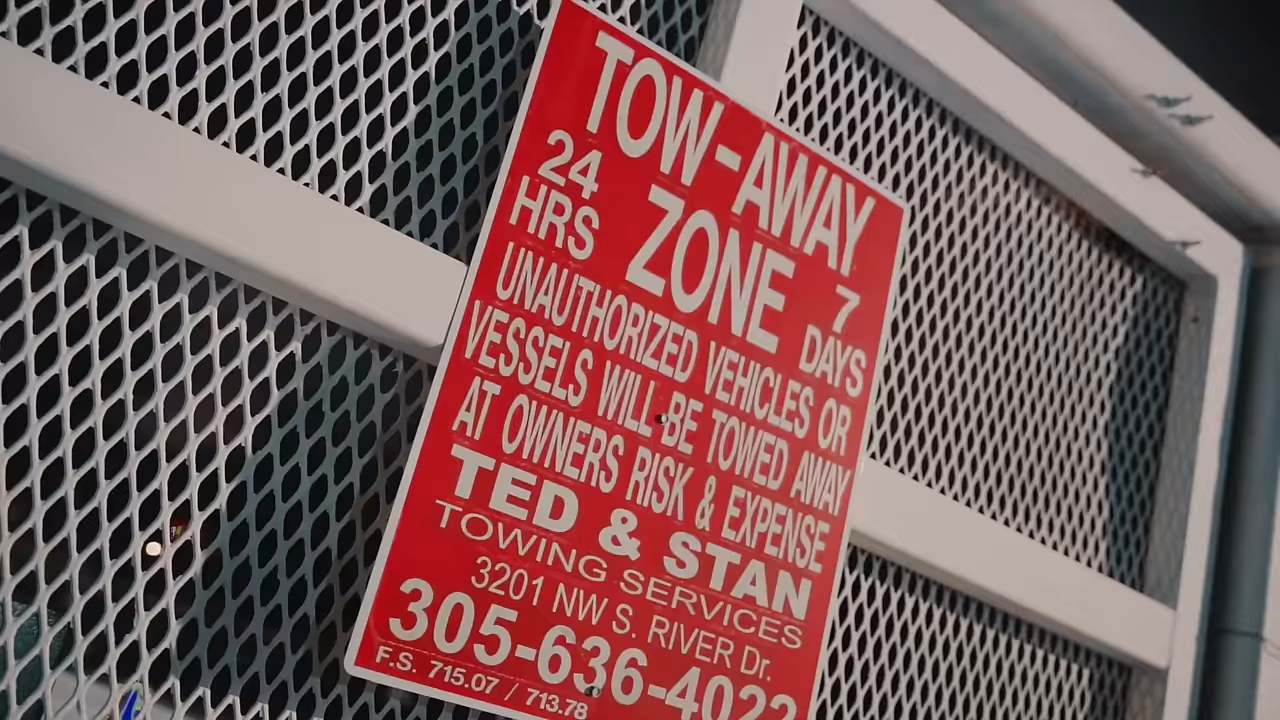 TOW-AWAY
24 HRS ZONE 7 DAYS
UNAUTHORIZED VEHICLES OR
VESSELS WILL BE TOWED AWAY
AT OWNERS RISK & EXPENSE
TED & STAN
TOWING SERVICES
3201 NW S. RIVER Dr.
305-636-4022
F.S. 715.07 / 713.78